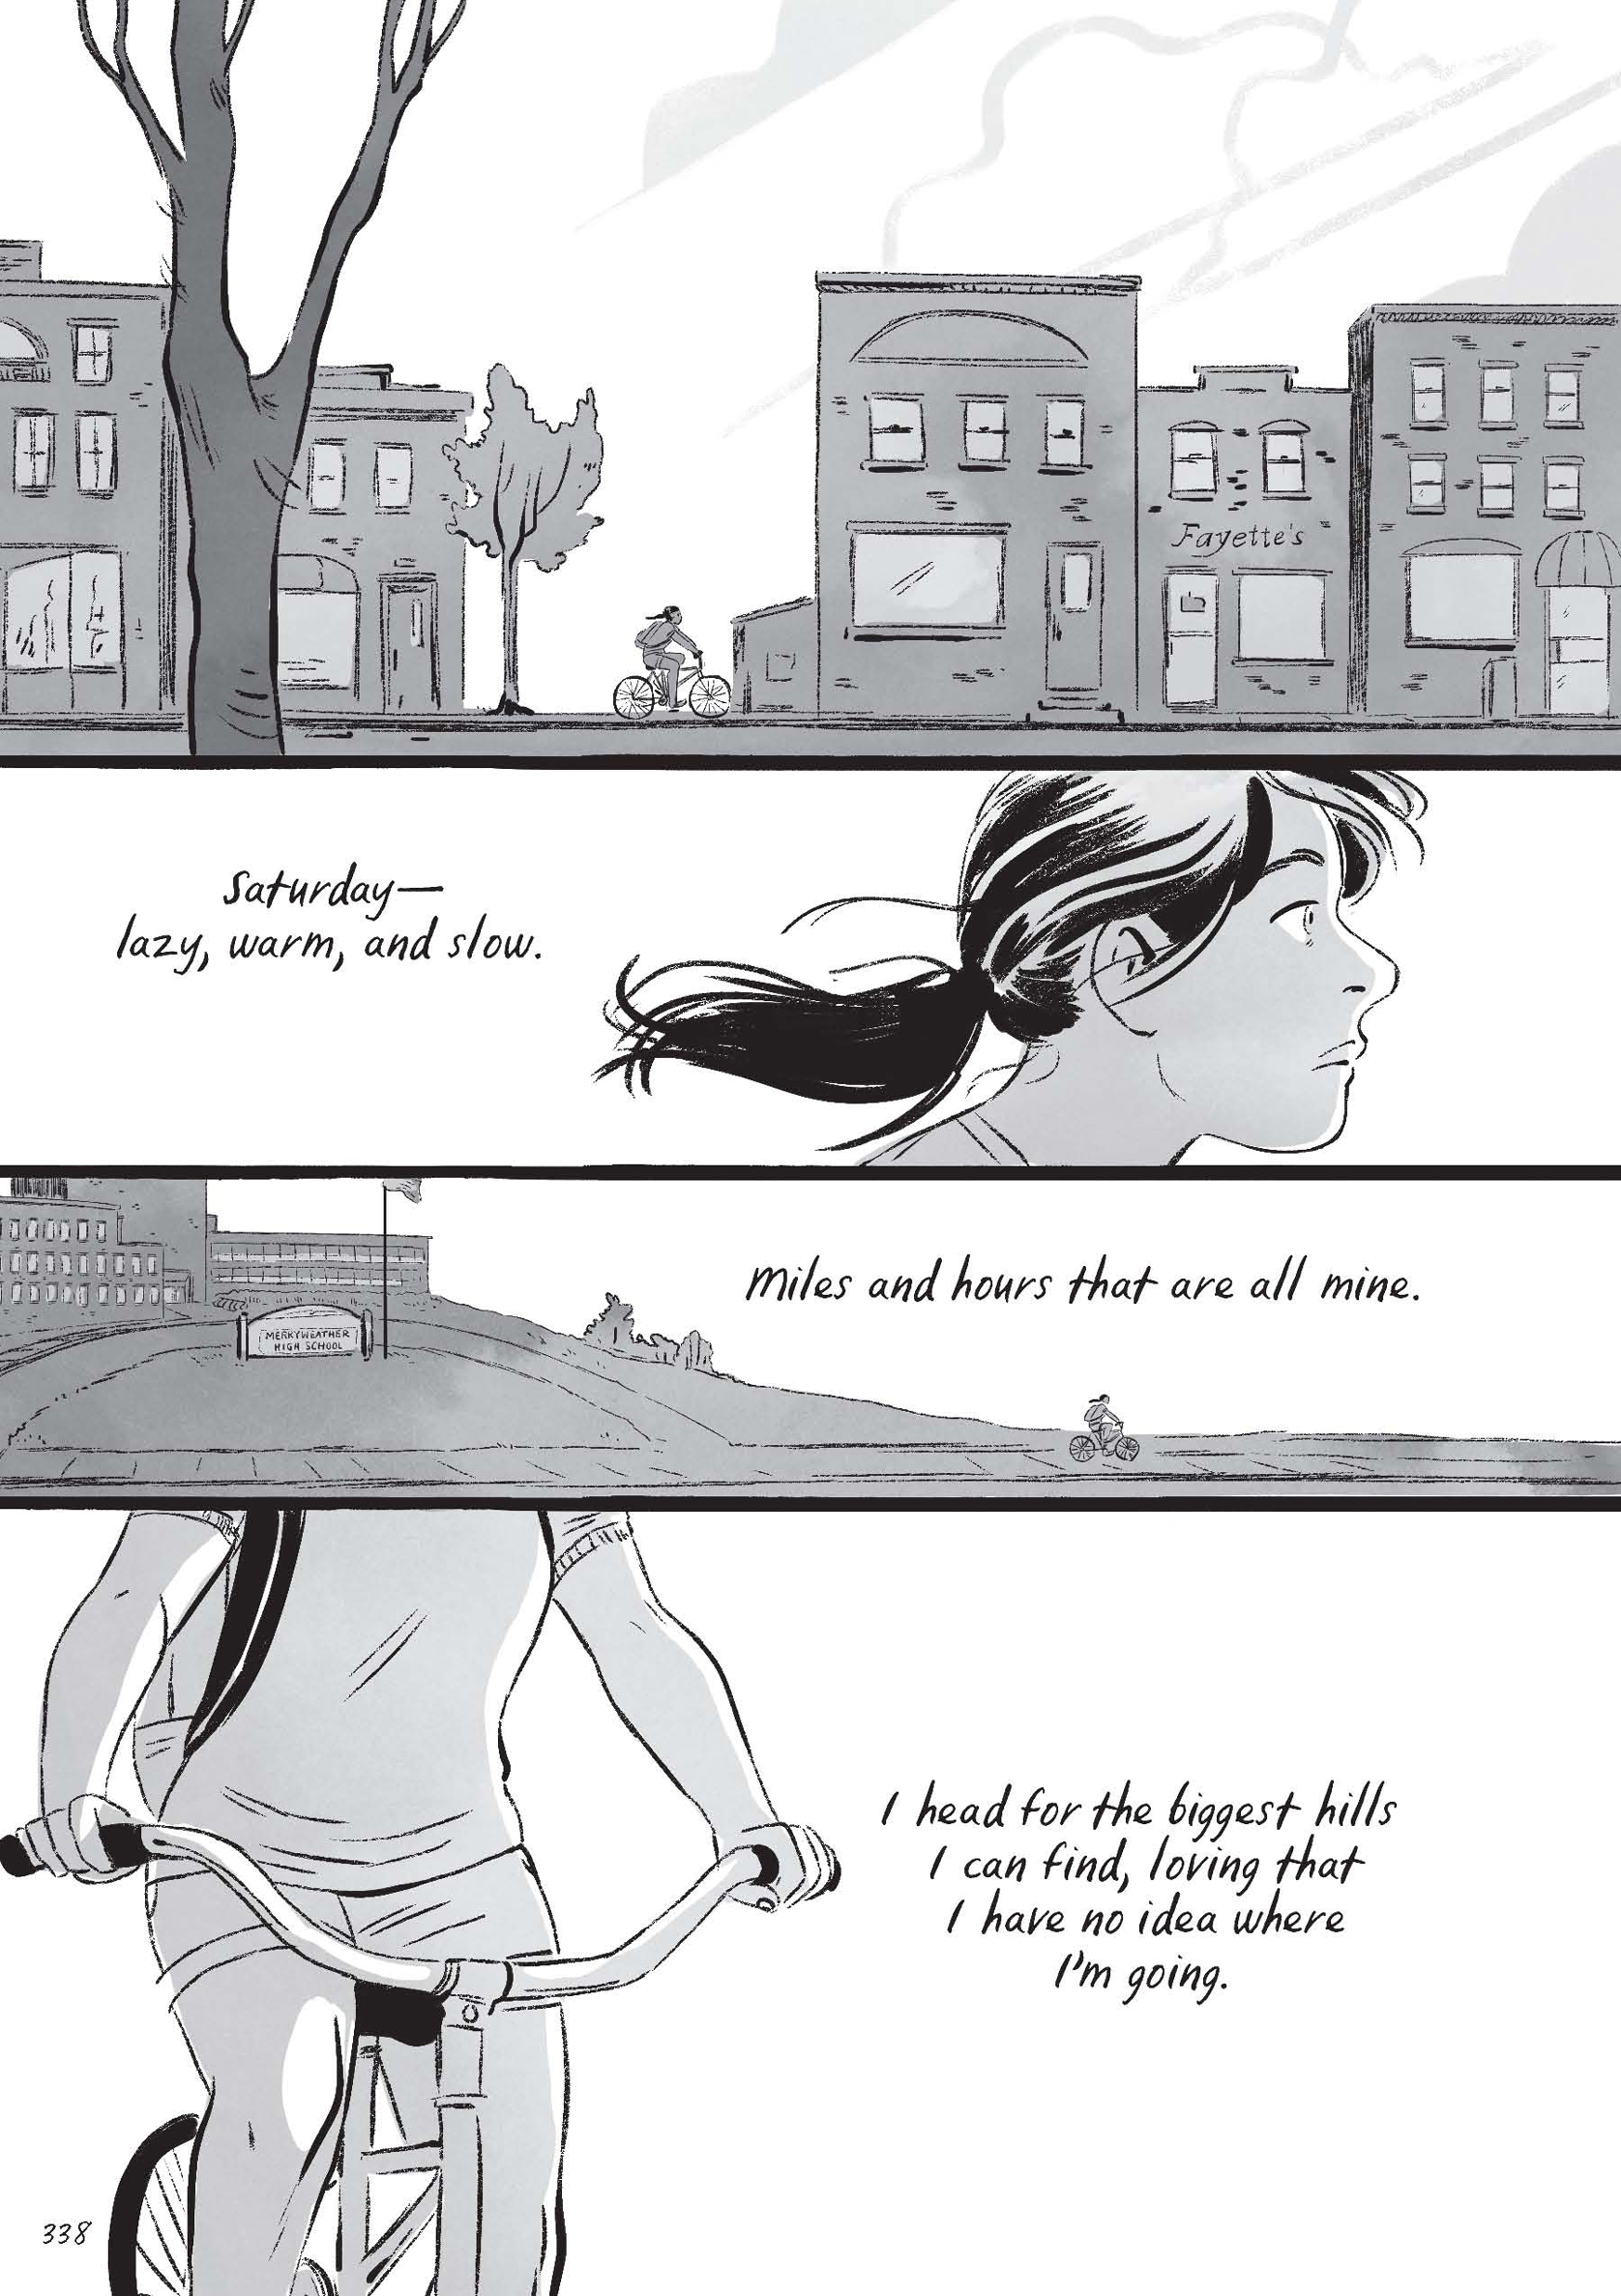 Fayette's
Saturday—
lazy, warm, and slow.
Miles and hours that are all mine.
MERRYWEATHER
HIGH SCHOOL
I head for the biggest hills
I can find, loving that
I have no idea where
I'm going.
338